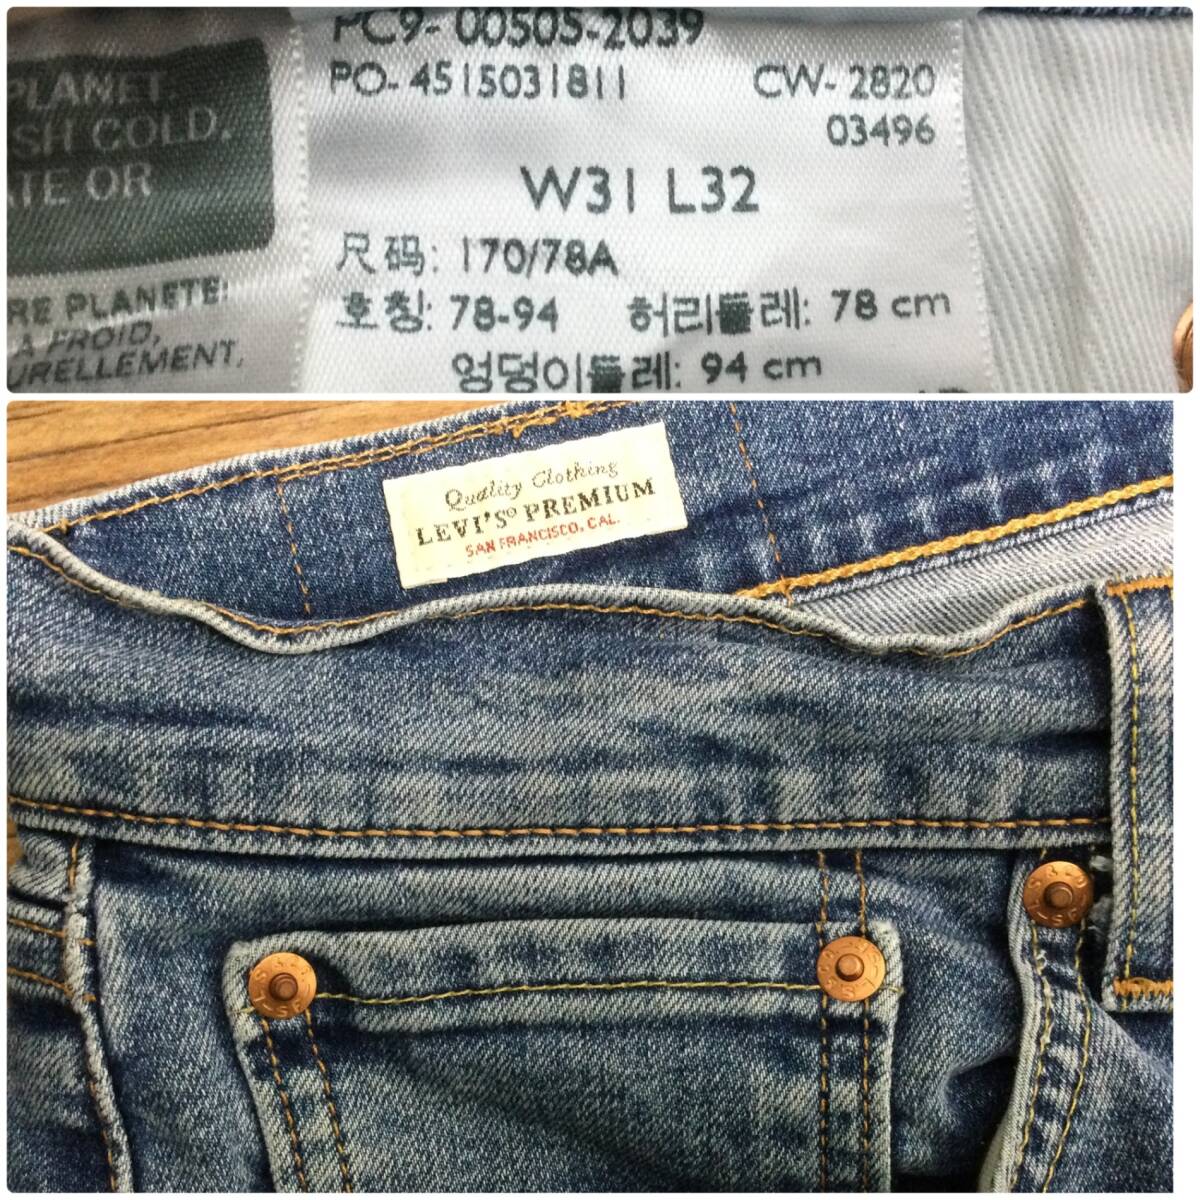 PLANET.
SH COLD.
ATE OR
RE PLANETE:
A FROID,
URELLEMENT,
PC9- 00505-2039
PO- 4515031811 CW- 2820
03496
W31 L32
尺码: 170/78A
호칭: 78-94 허리둘레: 78 cm
엉덩이둘레: 94 cm
Quality Clothing
LEVI'S® PREMIUM
SAN FRANCISCO, CAL.